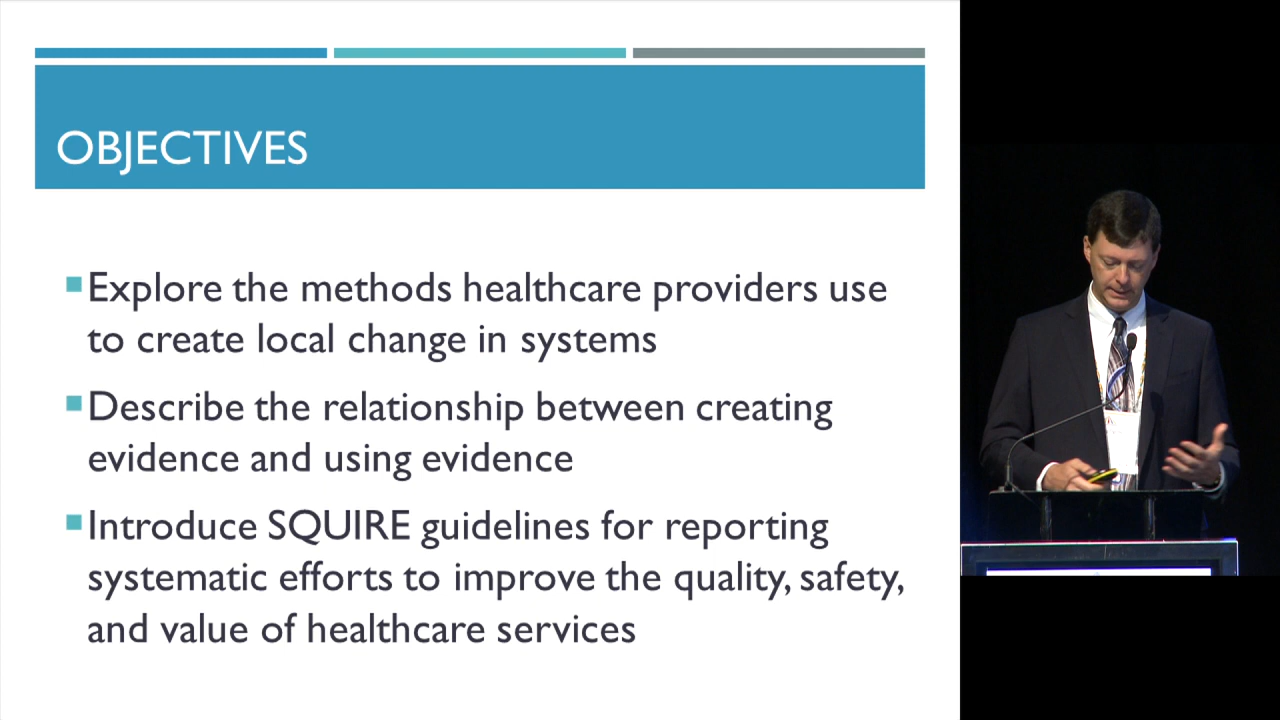 OBJECTIVES
Explore the methods healthcare providers use
to create local change in systems
Describe the relationship between creating
evidence and using evidence
Introduce SQUIRE guidelines for reporting
systematic efforts to improve the quality, safety,
and value of healthcare services